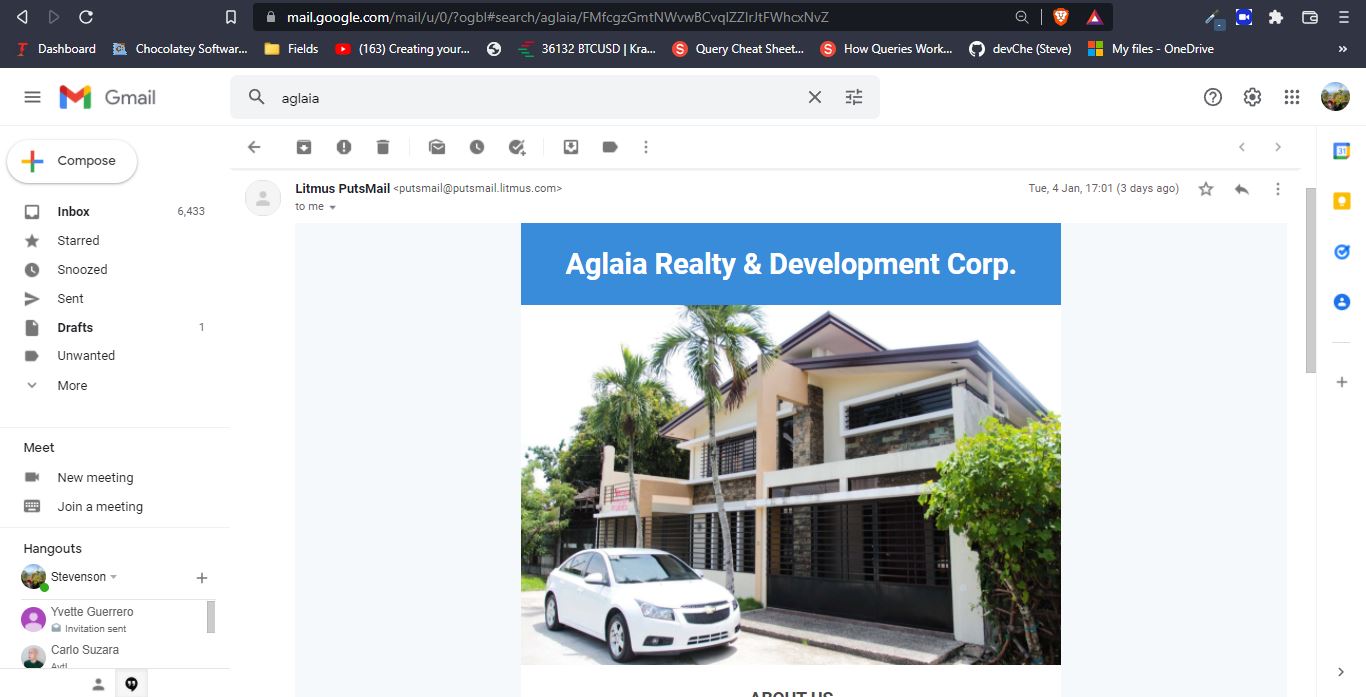 mail.google.com/mail/u/0/?ogbl#search/aglaia/FMfcgzGmtNWvwBCvqlZZlrJtFWhcxNvZ
Dashboard
Chocolatey Softwar...
Fields
(163) Creating your...
36132 BTCUSD | Kra...
Query Cheat Sheet...
How Queries Work...
devChe (Steve)
My files - OneDrive
»
Gmail
aglaia
Compose
Inbox 6,433
Starred
Snoozed
Sent
Drafts 1
Unwanted
More
Meet
New meeting
Join a meeting
Hangouts
Stevenson
Yvette Guerrero
Invitation sent
Carlo Suzara
Litmus PutsMail <putsmail@putsmail.litmus.com>
Tue, 4 Jan, 17:01 (3 days ago)
to me
Aglaia Realty & Development Corp.
ABOUT US
31